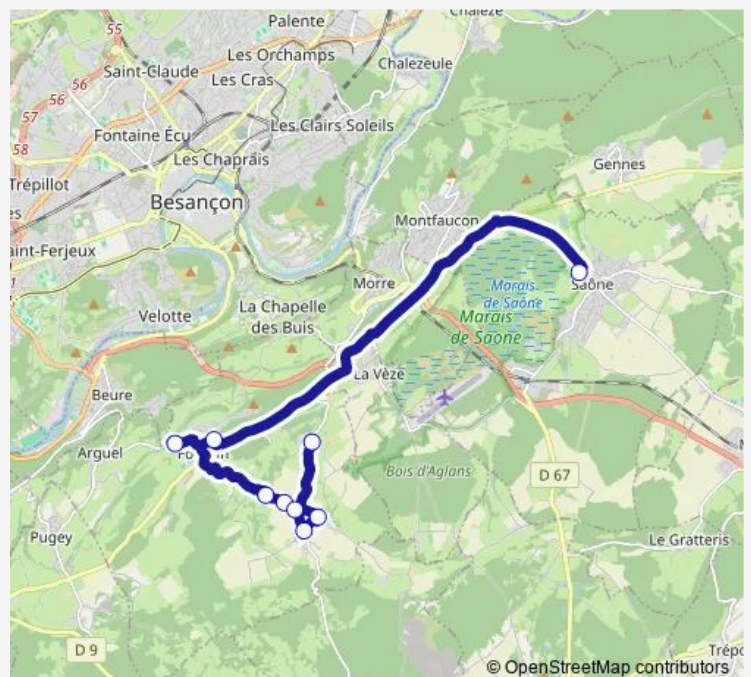 Chalèze
Palente
55
Les Orchamps
Saint-Claude
Chalezeule
56
Les Cras
56
57
Fontaine Écu
Les Clairs Soleils
58
Les Chaprais
Gennes
Trépillot
Besançon
es
Montfaucon
aint-Ferjeux
Morre
Marais
de Saône
Saône
La Chapelle
des Buis
Velotte
Marais
de Saône
La Vèze
Beure
Arguel
Bois d'Aglans
D 67
Pugey
Le Gratteris
D 9
Trépo
© OpenStreetMap contributors